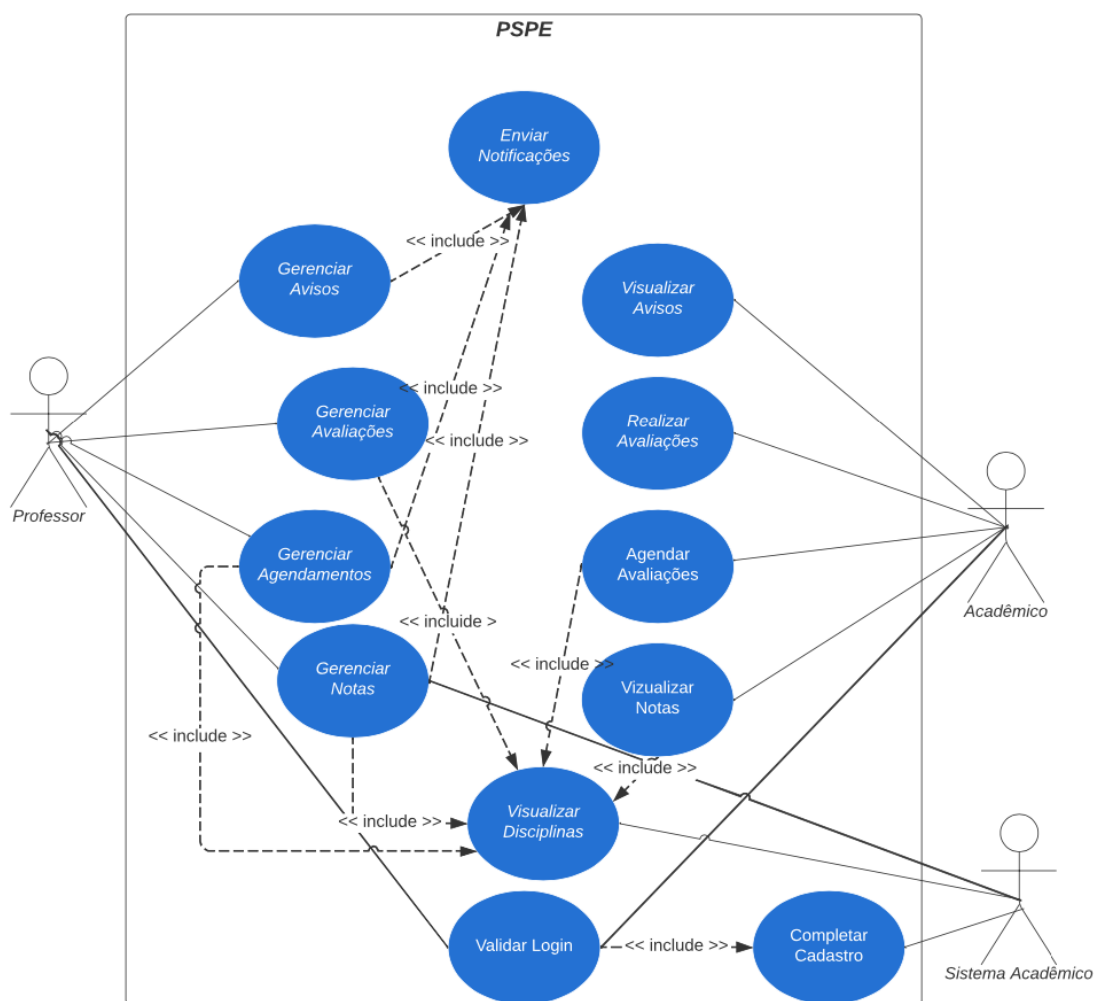 PSPE
Enviar
Notificações
<< include >>
Gerenciar
Avisos
Visualizar
Avisos
<< include >>
Gerenciar
Avaliações
<< include >>
Realizar
Avaliações
Professor
Gerenciar
Agendamentos
Agendar
Avaliações
Acadêmico
<< incluide >
<< include >>
Gerenciar
Notas
Vizualizar
Notas
<< include >>
<< include >>
<< include >>
Visualizar
Disciplinas
Validar Login
<< include >>
Completar
Cadastro
Sistema Acadêmico